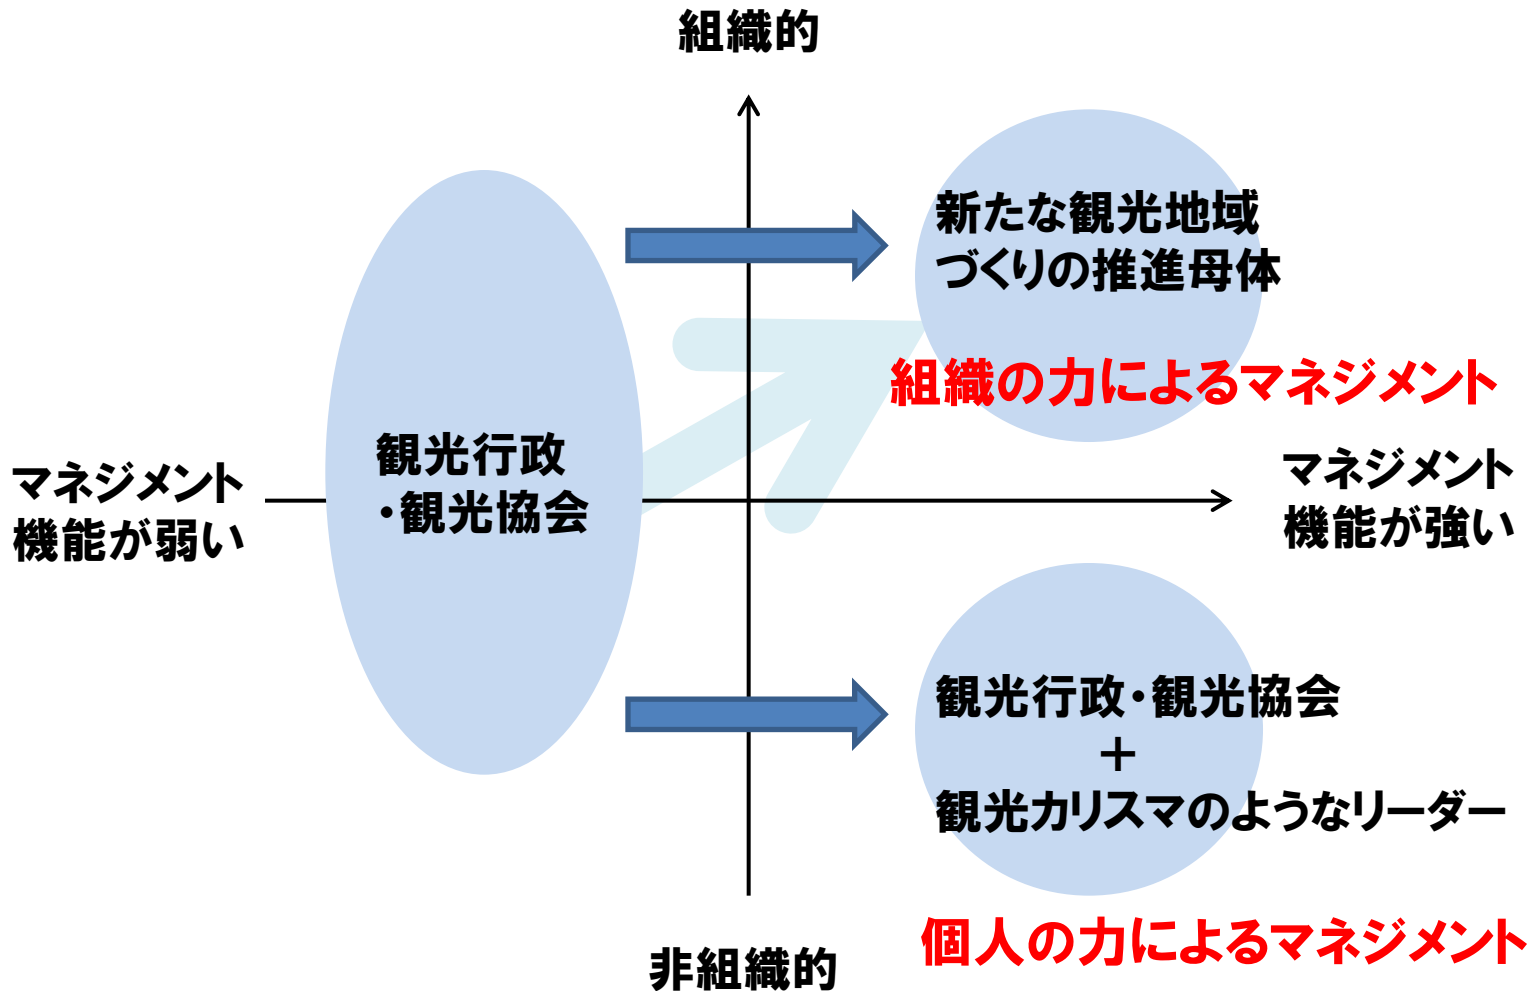 組織的
新たな観光地域
づくりの推進母体
組織の力によるマネジメント
観光行政
・観光協会
マネジメント
機能が弱い
マネジメント
機能が強い
観光行政・観光協会
＋
観光カリスマのようなリーダー
個人の力によるマネジメント
非組織的